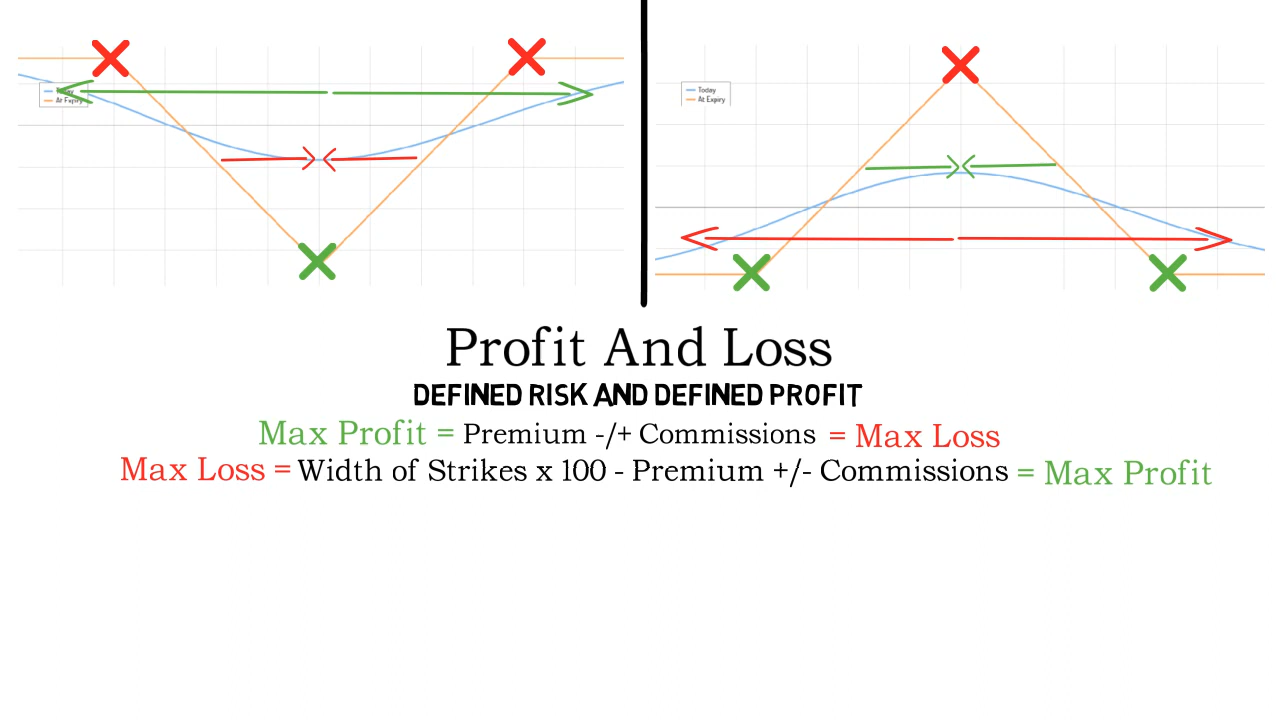 At Expiry
Today
At Expiry
Profit And Loss
DEFINED RISK AND DEFINED PROFIT
Max Profit = Premium -/+ Commissions = Max Loss
Max Loss = Width of Strikes x 100 - Premium +/- Commissions = Max Profit